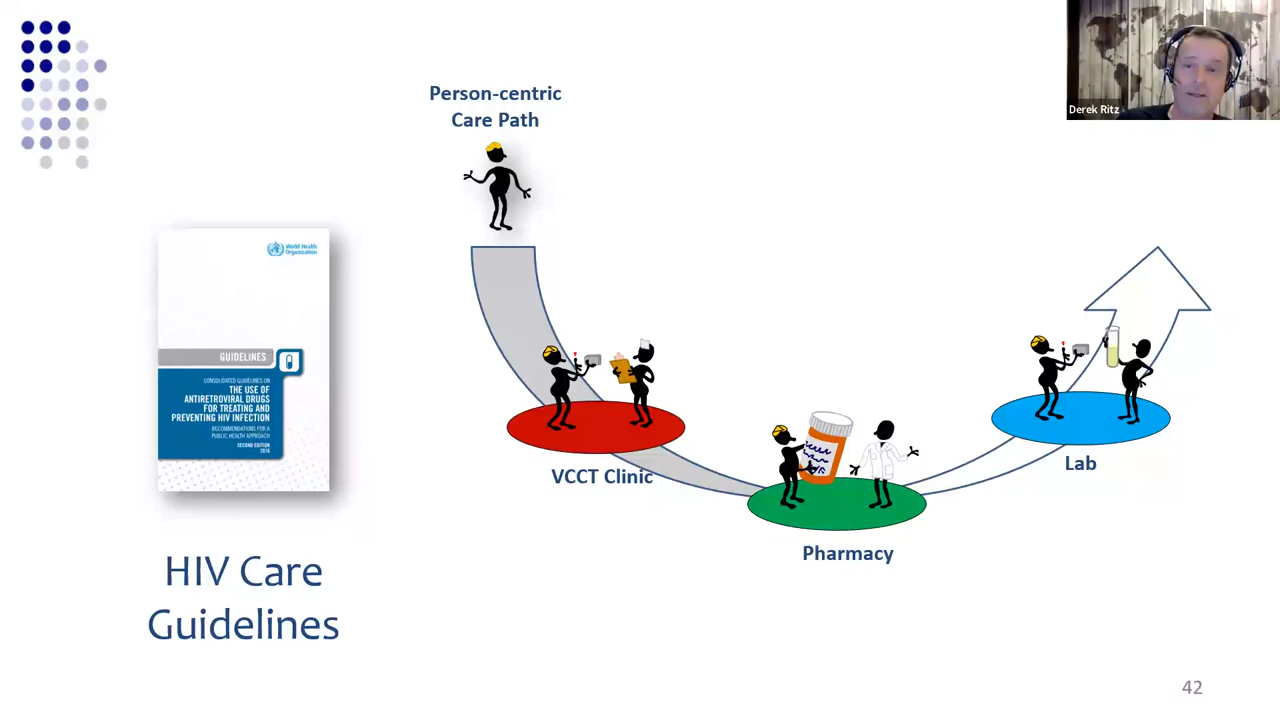 Derek Ritz
Person-centric
Care Path
World Health
Organization
GUIDELINES
CONSOLIDATED GUIDELINES ON
THE USE OF
ANTIRETROVIRAL DRUGS
FOR TREATING AND
PREVENTING HIV INFECTION
RECOMMENDATIONS FOR A
PUBLIC HEALTH APPROACH
SECOND EDITION
2016
HIV Care
Guidelines
VCCT Clinic
Pharmacy
Lab
42